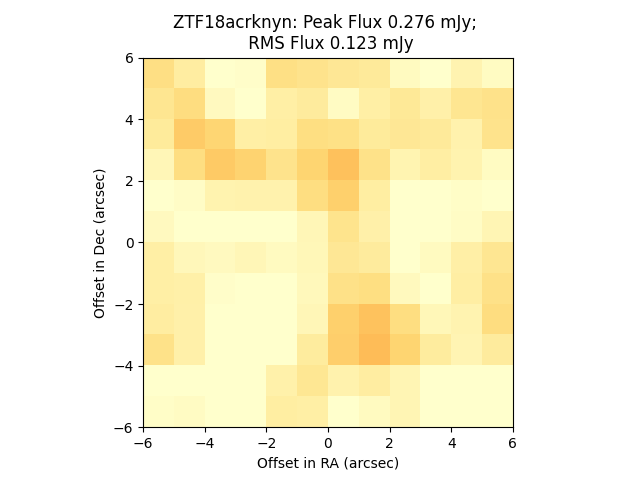 ZTF18acrknyn: Peak Flux 0.276 mJy;
RMS Flux 0.123 mJy
6
4
2
0
−2
−4
−6
Offset in Dec (arcsec)
−6 −4 −2 0 2 4 6
Offset in RA (arcsec)